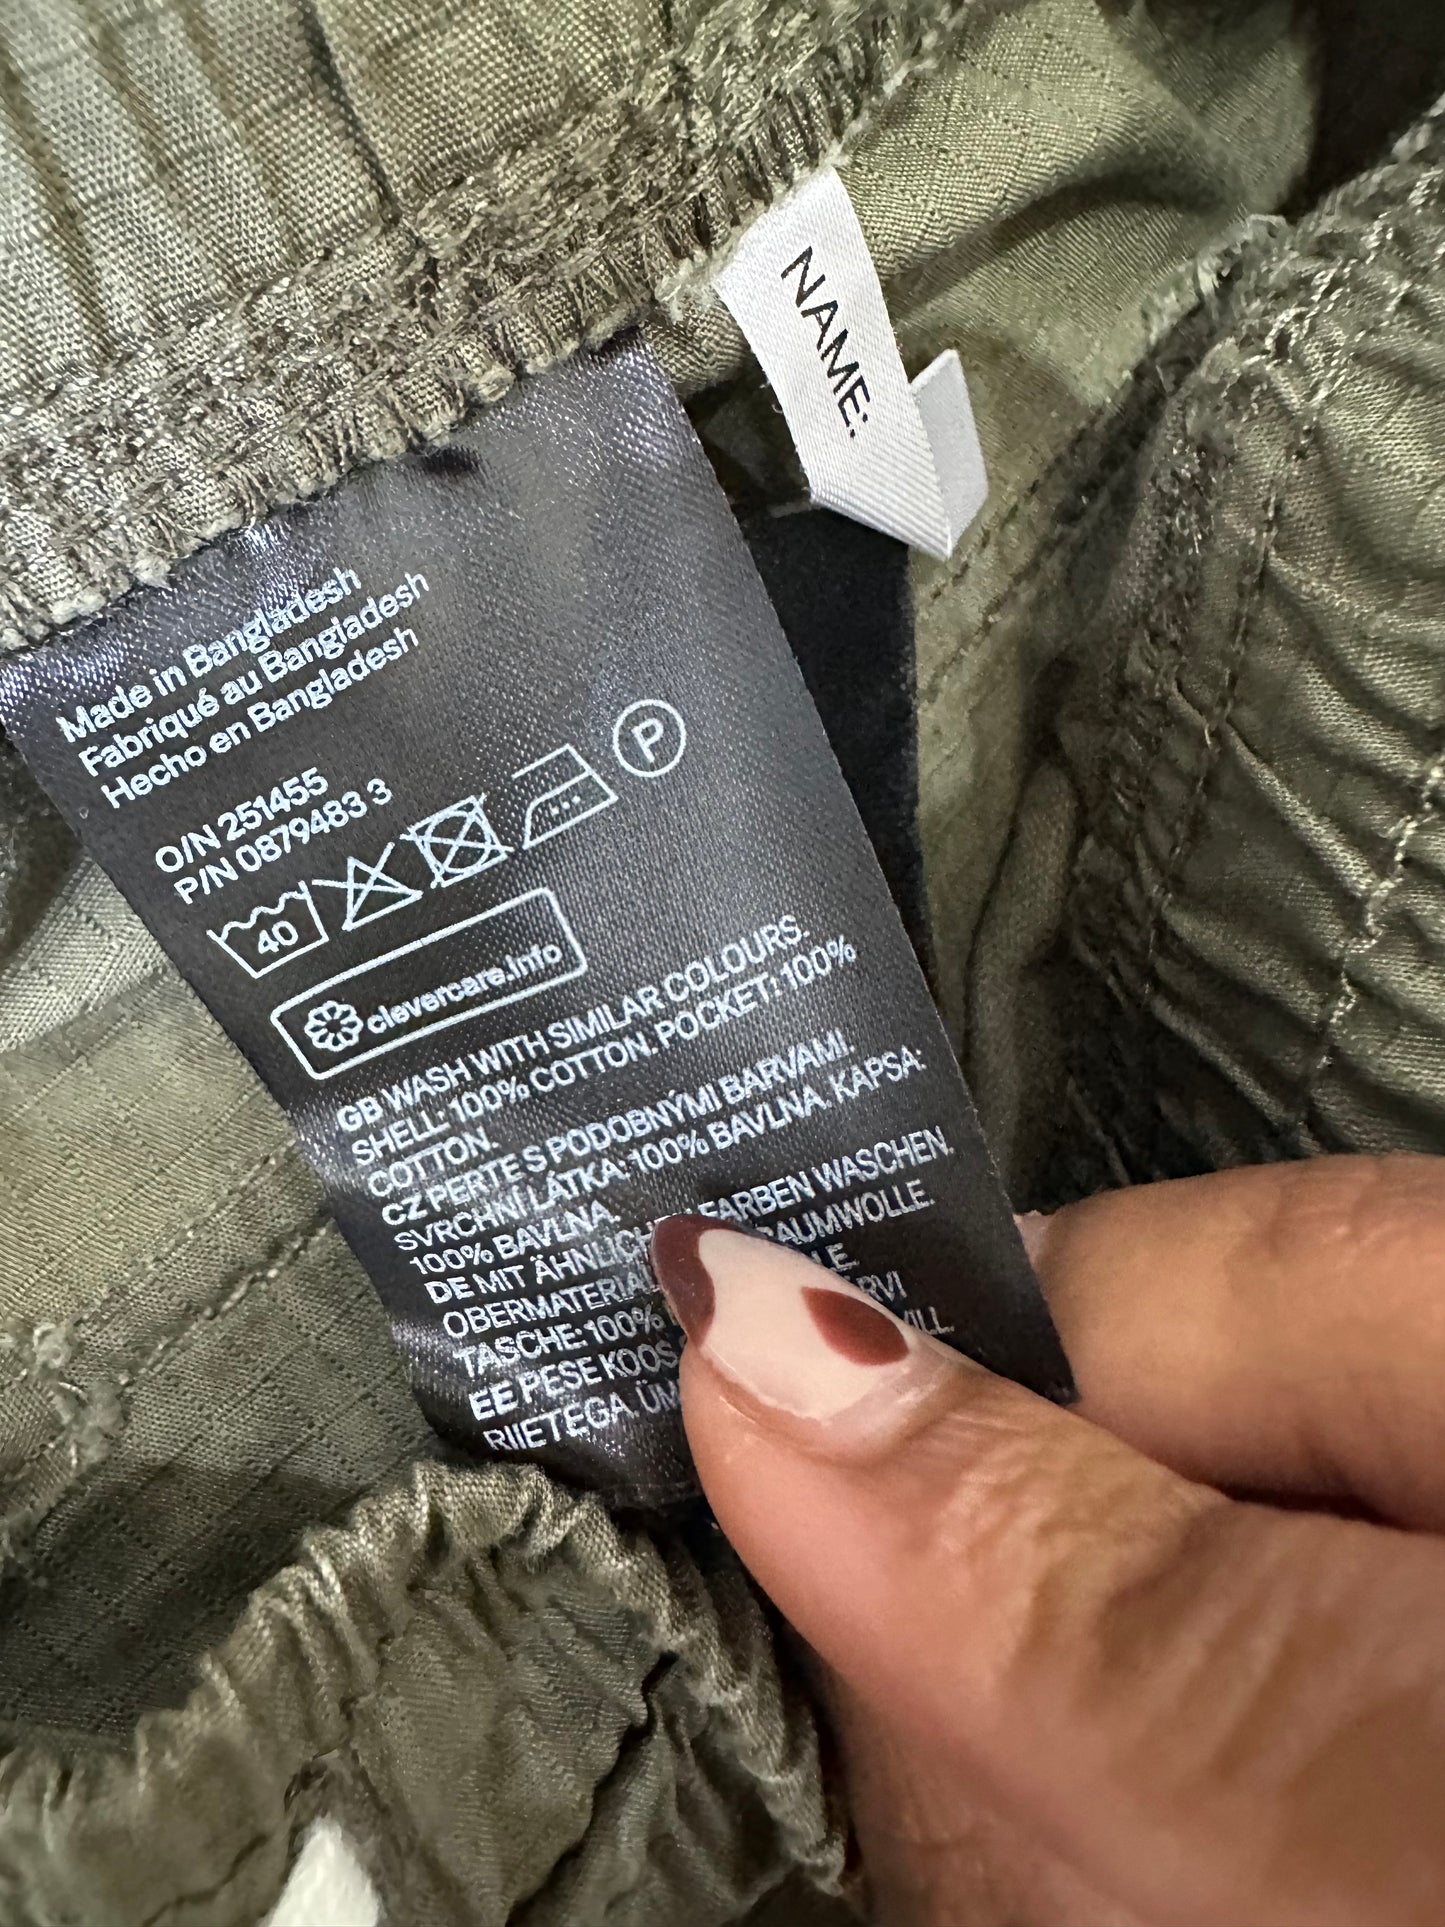 NAME:
Made in Bangladesh
Fabriqué au Bangladesh
Hecho en Bangladesh
O/N 251455
P/N 0879483 3
40 P
clevercare.info
GB WASH WITH SIMILAR COLOURS.
SHELL: 100% COTTON. POCKET: 100%
COTTON.
CZ PERTE S PODOBNÝMI BARVAMI.
SVRCHNÍ LÁTKA: 100% BAVLNA. KAPSA:
100% BAVLNA.
DE MIT ÄHNLICH FARBEN WASCHEN.
OBERMATERIAL BAUMWOLLE.
TASCHE: 100%
EE PESE KOOS
RIIETEGA.